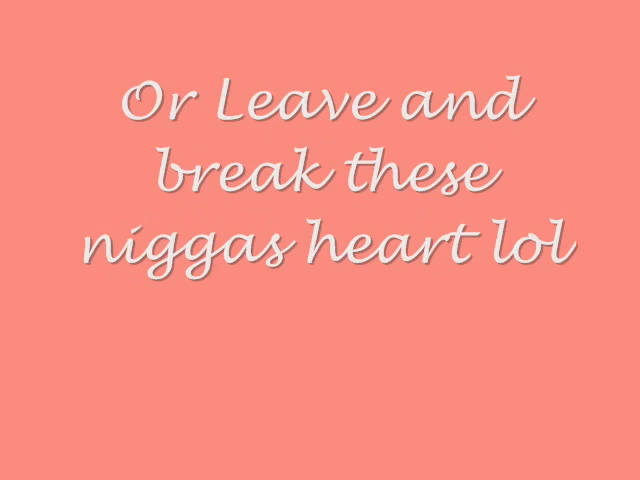 Or Leave and
break these
niggas heart lol